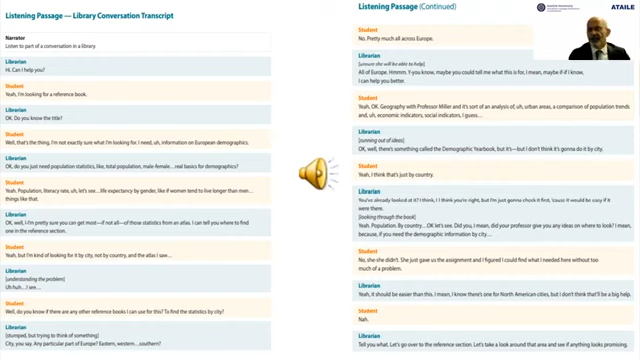 Listening Passage — Library Conversation Transcript
Narrator
Listen to part of a conversation in a library.
Librarian
Hi. Can I help you?
Student
Yeah, I'm looking for a reference book.
Librarian
OK. Do you know the title?
Student
Well, that's the thing. I'm not exactly sure what I'm looking for. I need, uh, information on European demographics.
Librarian
OK, do you just need population statistics, like, total population, male-female… real basics for demographics?
Student
Yeah. Population, literacy rate, uh, let's see… life expectancy by gender, like if women tend to live longer than men…
things like that.
Librarian
OK, well, I-I'm pretty sure you can get most—if not all—of those statistics from an atlas. I can tell you where to find
one in the reference section.
Student
Yeah, but I'm kind of looking for it by city, not by country, and the atlas I saw…
Librarian
[understanding the problem]
Uh huh…I see…
Student
Well, do you know if there are any other reference books I can use for this? To find the statistics by city?
Librarian
[stumped, but trying to think of something]
City, you say. Any particular part of Europe? Eastern, western…southern?
Listening Passage (Continued)
ATAILE
Student
No. Pretty much all across Europe.
Librarian
[unsure she will be able to help]
All of Europe. Hmmm. Y-you know, maybe you could tell me what this is for, I mean, maybe if-if I know,
I can help you better.
Student
Yeah, OK. Geography with Professor Miller and it's sort of an analysis of, uh, urban areas, a comparison of population trends
and, uh, economic indicators, social indicators, I guess…
Librarian
[running out of ideas]
OK, well, there's something called the Demographic Yearbook, but it's—but I don't think it's gonna do it by city,
Student
Yeah, I think that's just by country.
Librarian
You've already looked at it? I think, I I think you're right, but I'm just gonna check it first, 'cause it would be easy if it
were there.
[looking through the book]
Yeah. Population. By country…OK let's see. Did you, I mean, did your professor give you any ideas on where to look? I mean,
because, if you need the demographic information by city…
Student
No, she she didn't. She just gave us the assignment and I figured I could find what I needed here without too
much of a problem.
Librarian
Yeah, it should be easier than this. I mean, I know there's one for North American cities, but I don't think that'll be a big help.
Student
Nah.
Librarian
Tell you what. Let's go over to the reference section. Let's take a look around that area and see if anything looks promising.